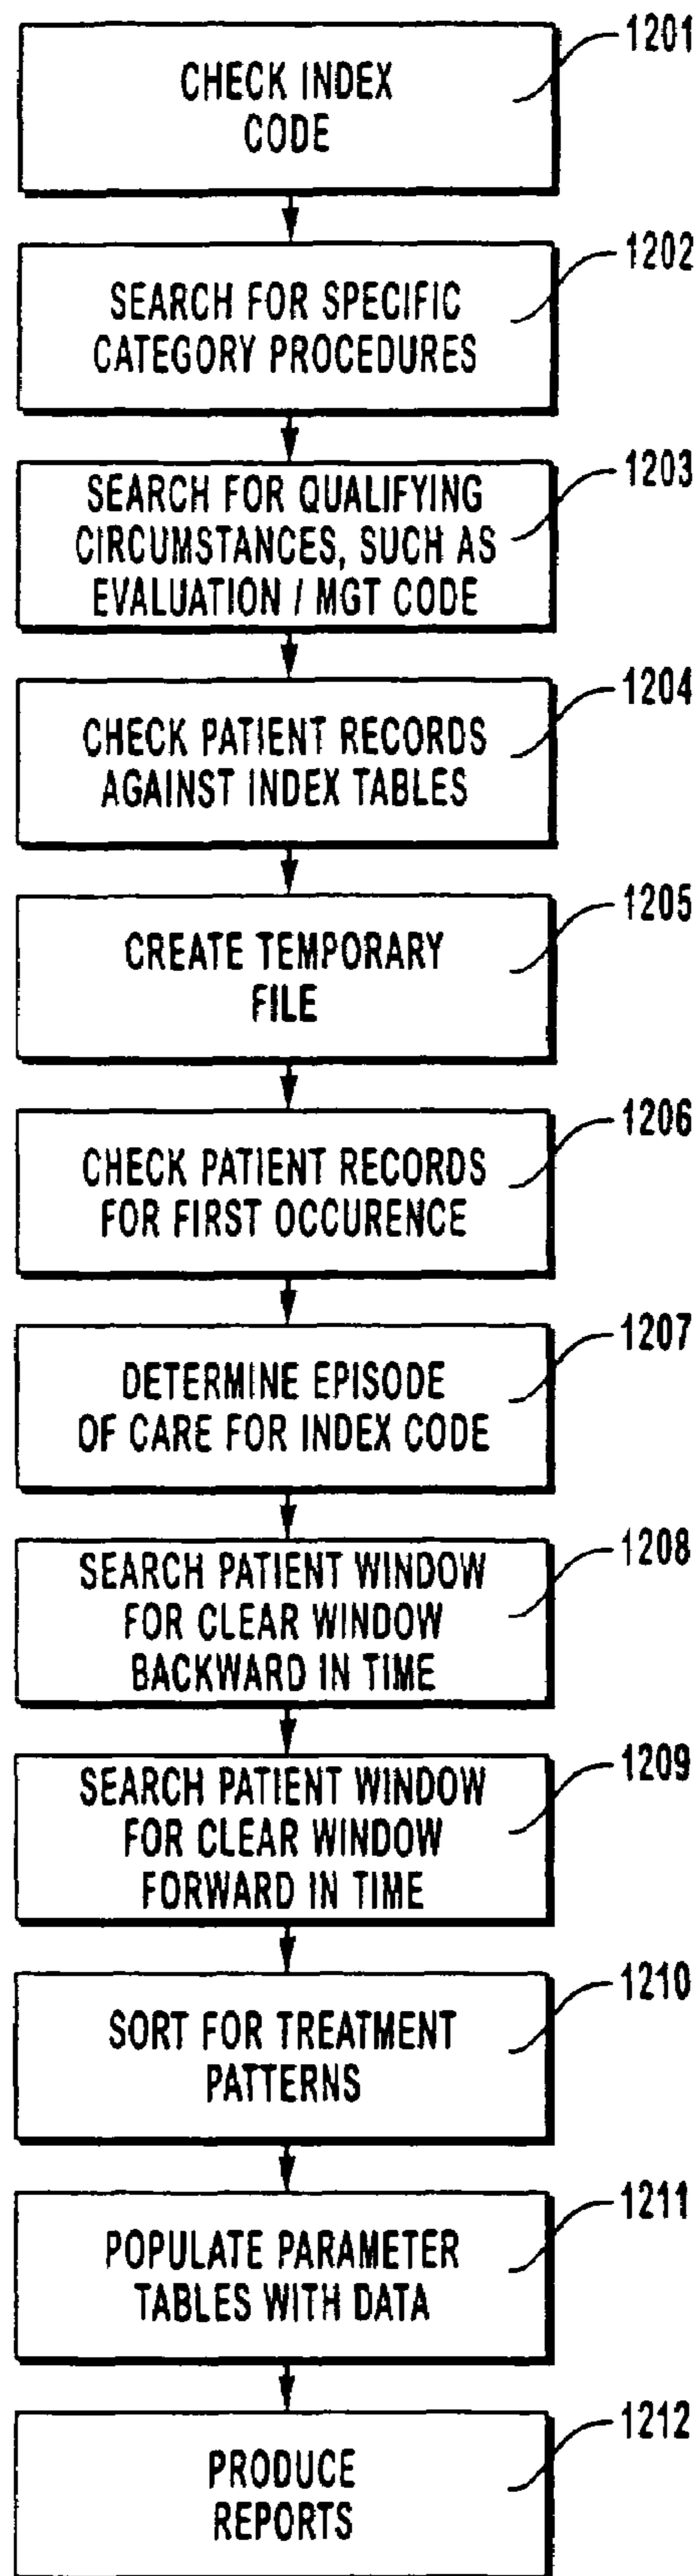 1201
CHECK INDEX
CODE
1202
SEARCH FOR SPECIFIC
CATEGORY PROCEDURES
1203
SEARCH FOR QUALIFYING
CIRCUMSTANCES, SUCH AS
EVALUATION / MGT CODE
1204
CHECK PATIENT RECORDS
AGAINST INDEX TABLES
1205
CREATE TEMPORARY
FILE
1206
CHECK PATIENT RECORDS
FOR FIRST OCCURENCE
1207
DETERMINE EPISODE
OF CARE FOR INDEX CODE
1208
SEARCH PATIENT WINDOW
FOR CLEAR WINDOW
BACKWARD IN TIME
1209
SEARCH PATIENT WINDOW
FOR CLEAR WINDOW
FORWARD IN TIME
1210
SORT FOR TREATMENT
PATTERNS
1211
POPULATE PARAMETER
TABLES WITH DATA
1212
PRODUCE
REPORTS